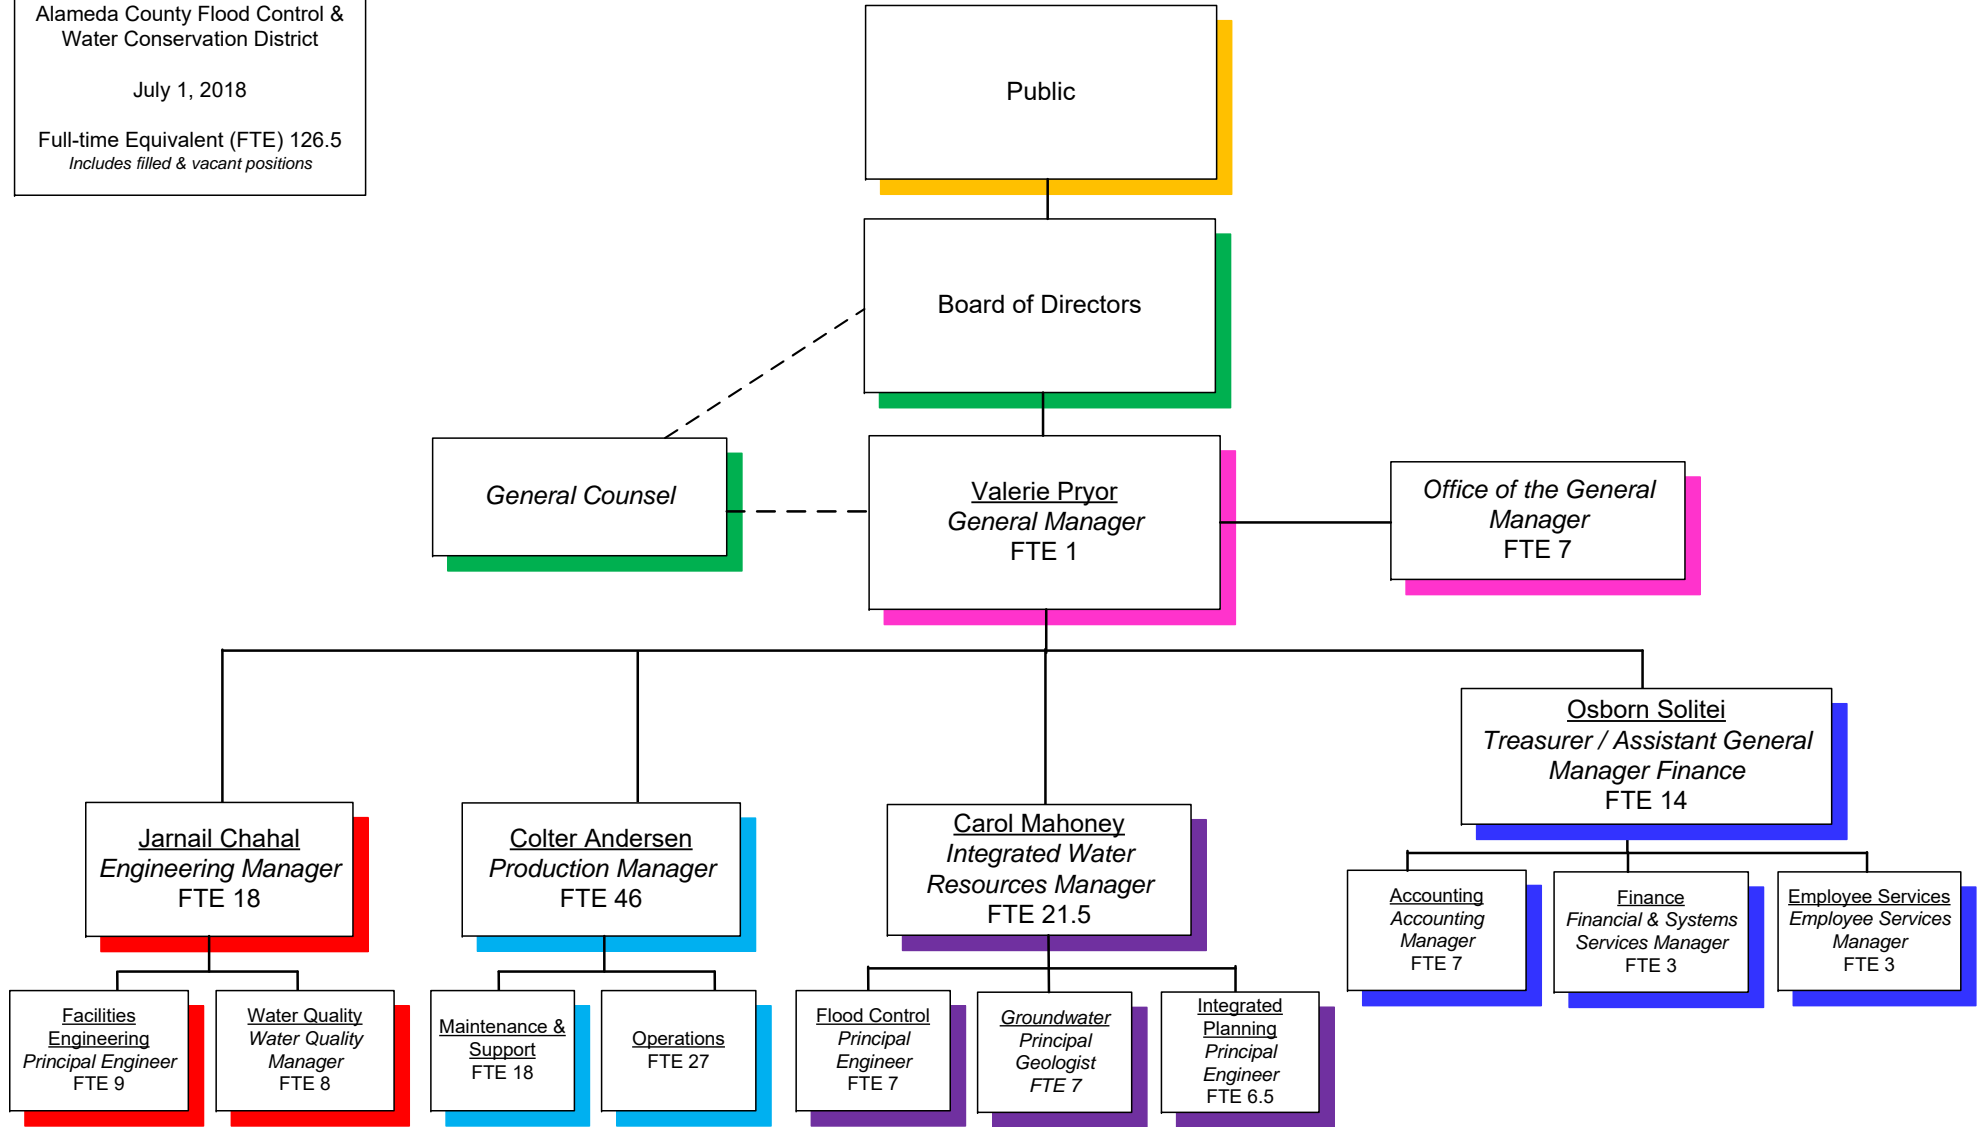 Alameda County Flood Control &
Water Conservation District
July 1, 2018
Full-time Equivalent (FTE) 126.5
Includes filled & vacant positions
Public
Board of Directors
General Counsel
Valerie Pryor
General Manager
FTE 1
Office of the General
Manager
FTE 7
Osborn Solitei
Treasurer / Assistant General
Manager Finance
FTE 14
Jarnail Chahal
Engineering Manager
FTE 18
Colter Andersen
Production Manager
FTE 46
Carol Mahoney
Integrated Water
Resources Manager
FTE 21.5
Accounting
Accounting
Manager
FTE 7
Finance
Financial & Systems
Services Manager
FTE 3
Employee Services
Employee Services
Manager
FTE 3
Facilities
Engineering
Principal Engineer
FTE 9
Water Quality
Water Quality
Manager
FTE 8
Maintenance &
Support
FTE 18
Operations
FTE 27
Flood Control
Principal
Engineer
FTE 7
Groundwater
Principal
Geologist
FTE 7
Integrated
Planning
Principal
Engineer
FTE 6.5